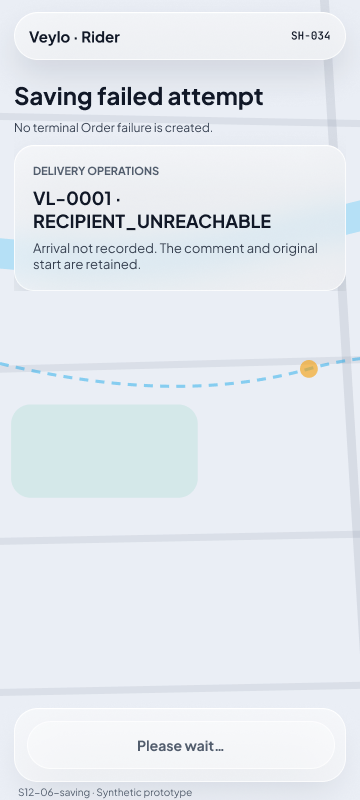 Veylo · Rider
SH-034
Saving failed attempt
No terminal Order failure is created.
DELIVERY OPERATIONS
VL-0001 ·
RECIPIENT_UNREACHABLE
Arrival not recorded. The comment and original
start are retained.
Please wait…
S12-06-saving · Synthetic prototype